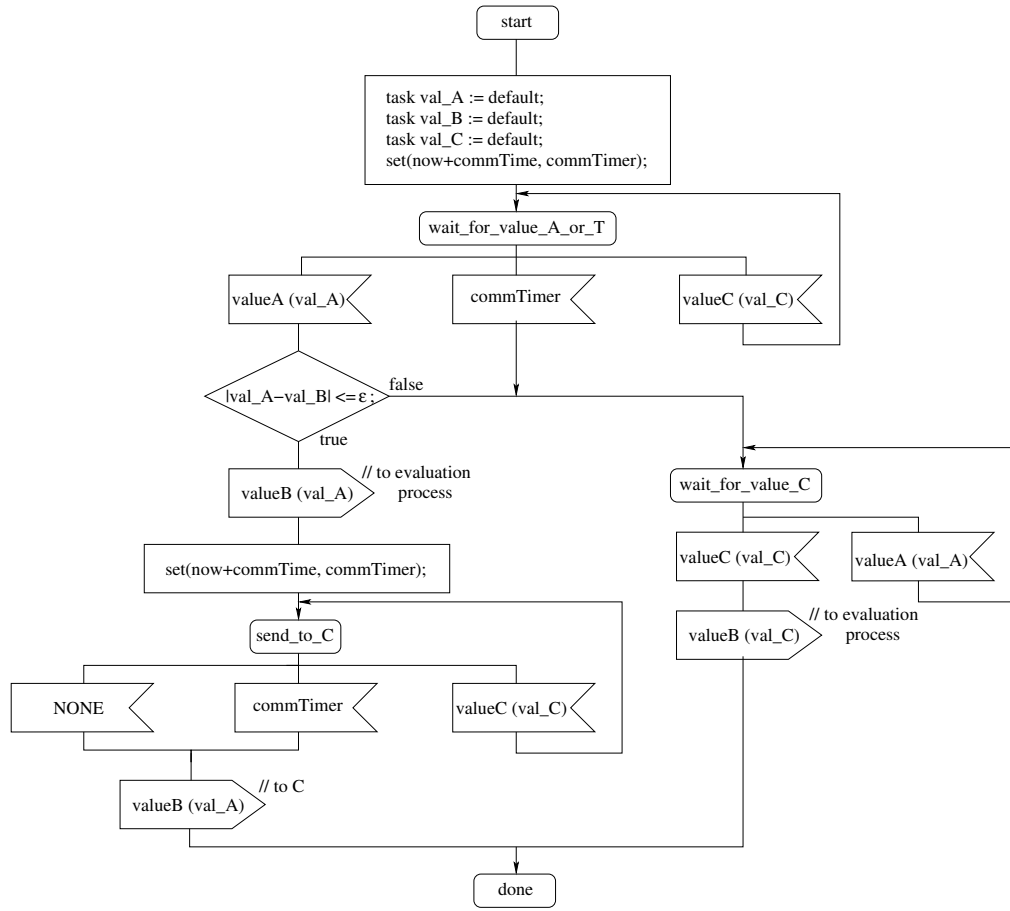 start
task val_A := default;
task val_B := default;
task val_C := default;
set(now+commTime, commTimer);
wait_for_value_A_or_T
valueA (val_A)
commTimer
valueC (val_C)
|val_A−val_B| <= ε ;
false
true
valueB (val_A)
// to evaluation
process
wait_for_value_C
valueC (val_C)
valueA (val_A)
set(now+commTime, commTimer);
valueB (val_C)
// to evaluation
process
send_to_C
NONE
commTimer
valueC (val_C)
valueB (val_A)
// to C
done